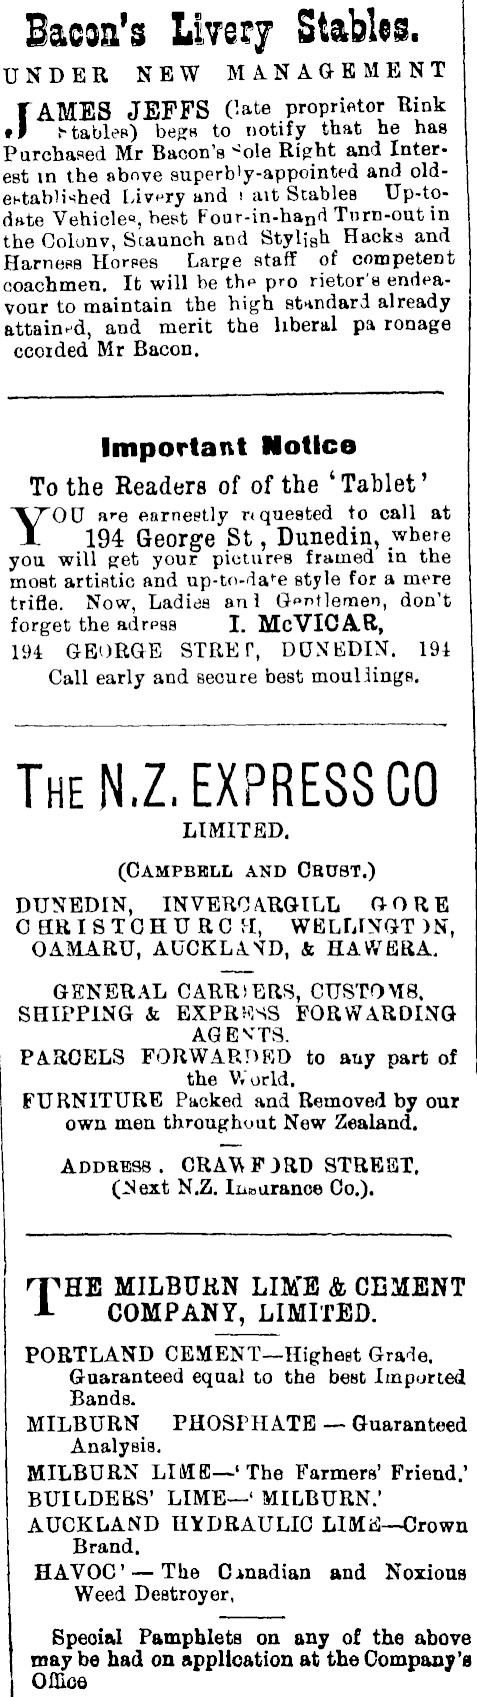 Bacon's Livery Stables.
UNDER NEW MANAGEMENT
JAMES JEFFS (late proprietor Rink
Stables) begs to notify that he has
Purchased Mr Bacon's Sole Right and Inter-
est in the above superbly-appointed and old-
established Livery and Bait Stables Up-to-
date Vehicles, best Four-in-hand Turn-out in
the Colony, Staunch and Stylish Hacks and
Harness Horses Large staff of competent
coachmen. It will be the pro rietor's endea-
vour to maintain the high standard already
attained, and merit the liberal pa ronage
ccorded Mr Bacon.
Important Notice
To the Readers of of the 'Tablet'
YOU are earnestly requested to call at
194 George St, Dunedin, where
you will get your pictures framed in the
most artistic and up-to-date style for a mere
trifle. Now, Ladies and Gentlemen, don't
forget the adress I. McVICAR,
194 GEORGE STRET, DUNEDIN. 194
Call early and secure best mouldings.
THE N.Z. EXPRESS CO
LIMITED.
(CAMPBELL AND CRUST.)
DUNEDIN, INVERCARGILL GORE
CHRISTCHURCH, WELLINGTON,
OAMARU, AUCKLAND, & HAWERA.
GENERAL CARRIERS, CUSTOMS,
SHIPPING & EXPRESS FORWARDING
AGENTS.
PARCELS FORWARDED to any part of
the World.
FURNITURE Packed and Removed by our
own men throughout New Zealand.
ADDRESS. CRAWFORD STREET.
(Next N.Z. Insurance Co.).
THE MILBURN LIME & CEMENT
COMPANY, LIMITED.
PORTLAND CEMENT—Highest Grade.
Guaranteed equal to the best Imported
Bands.
MILBURN PHOSPHATE — Guaranteed
Analysis.
MILBURN LIME—'The Farmers' Friend.'
BUILDERS' LIME—'MILBURN.'
AUCKLAND HYDRAULIC LIME—Crown
Brand.
HAVOC' — The Canadian and Noxious
Weed Destroyer,
Special Pamphlets on any of the above
may be had on application at the Company's
Office